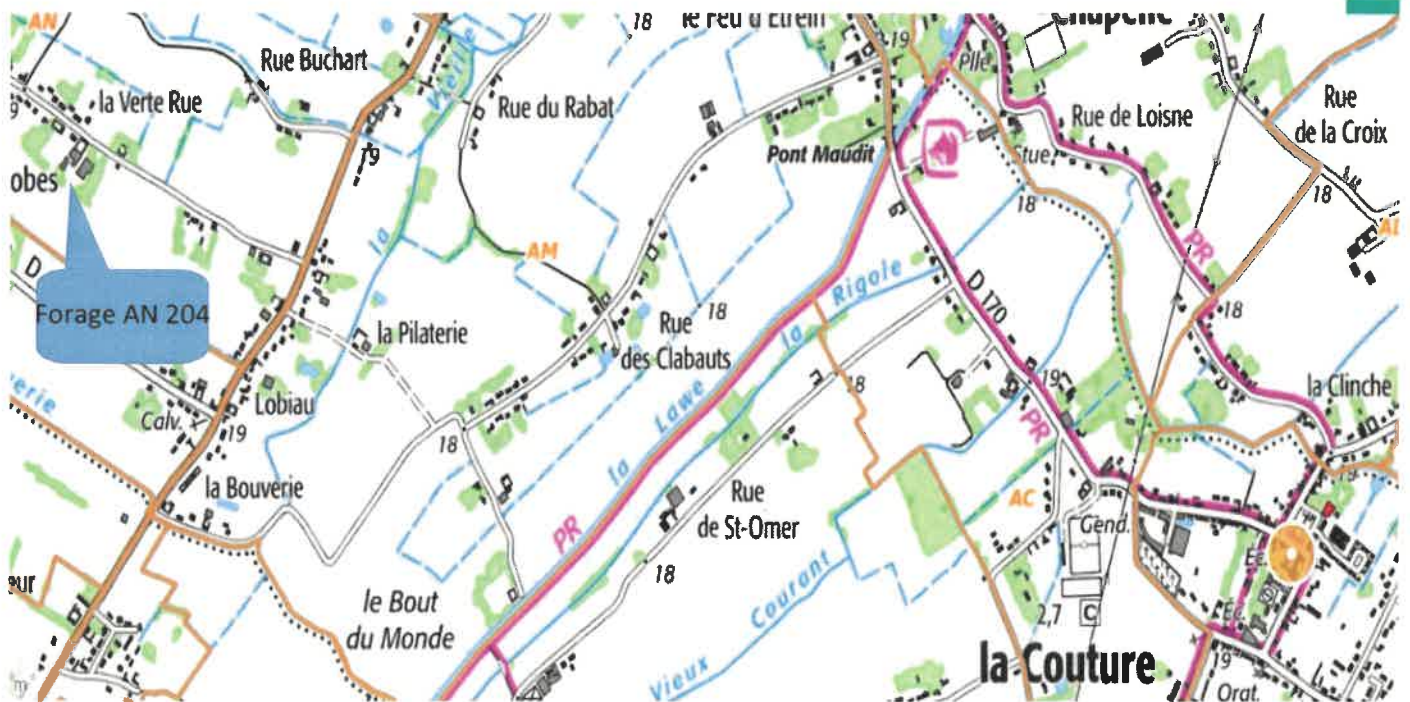 AN
Rue Buchart
la Verte Rue
obes
Forage AN 204
D
19
Vieille
la
Rue du Rabat
18
le Feu d'Etrein
19
Plle
Chapelle
Rue de Loisne
Rue
de la Croix
18
Pont Maudit
Stue
18
AM
la Pilaterie
Rue
des Clabauts
18
la Rigole
la Lawe
D 170
PR
18
Lobiau
Calv.
19
18
la Bouverie
18
19
PR
la Clinche
Rue
de St-Omer
18
AC
Gend.
PR
le Bout
du Monde
Vieux Courant
2,7
C
la Couture
19
Orat.
eur
erie